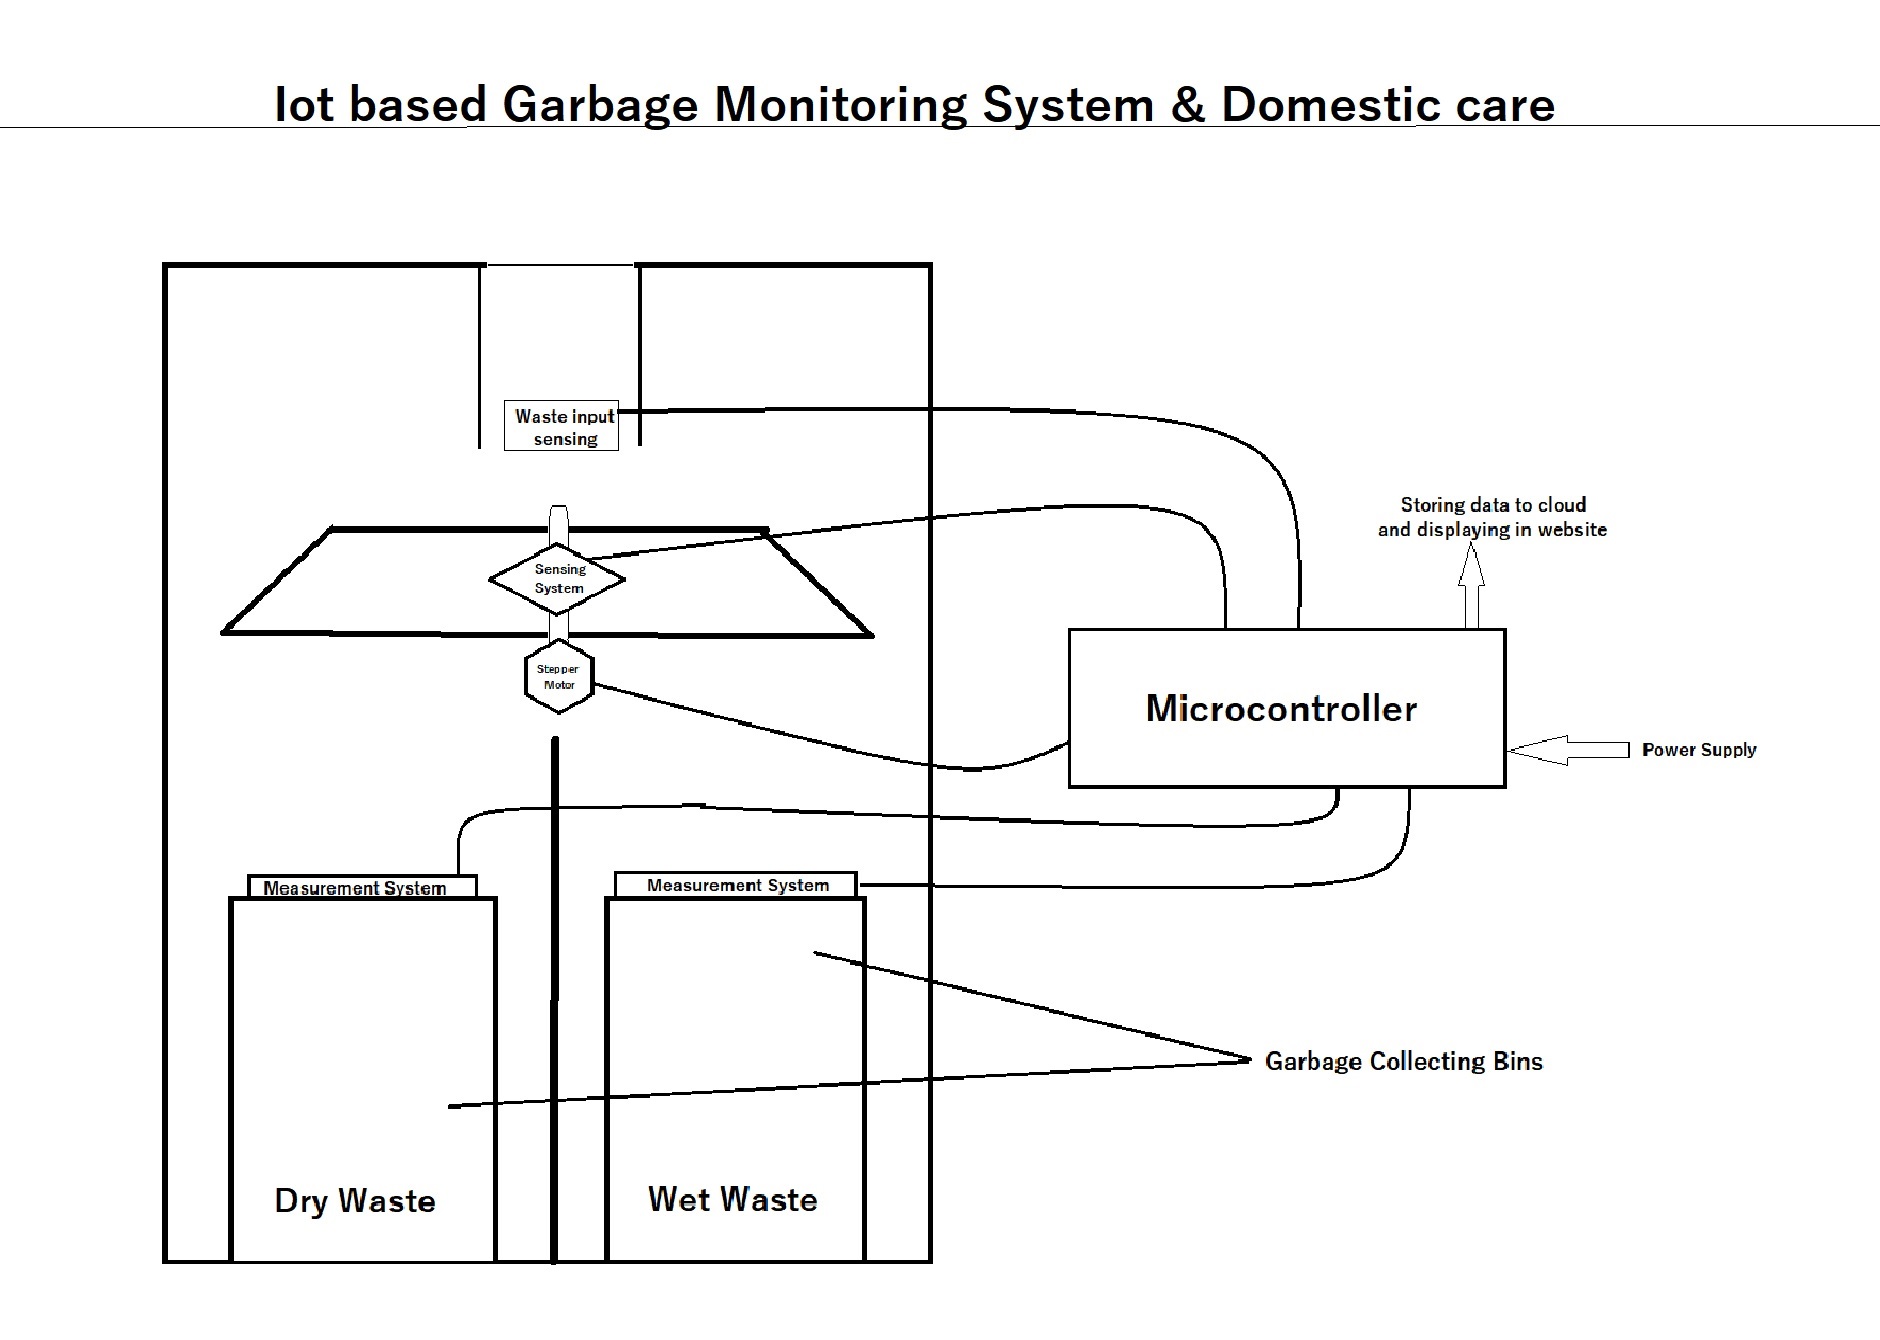 Iot based Garbage Monitoring System & Domestic care
Waste input
sensing
Storing data to cloud
and displaying in website
Sensing
System
Stepper
Motor
Microcontroller
Power Supply
Measurement System
Measurement System
Garbage Collecting Bins
Dry Waste
Wet Waste